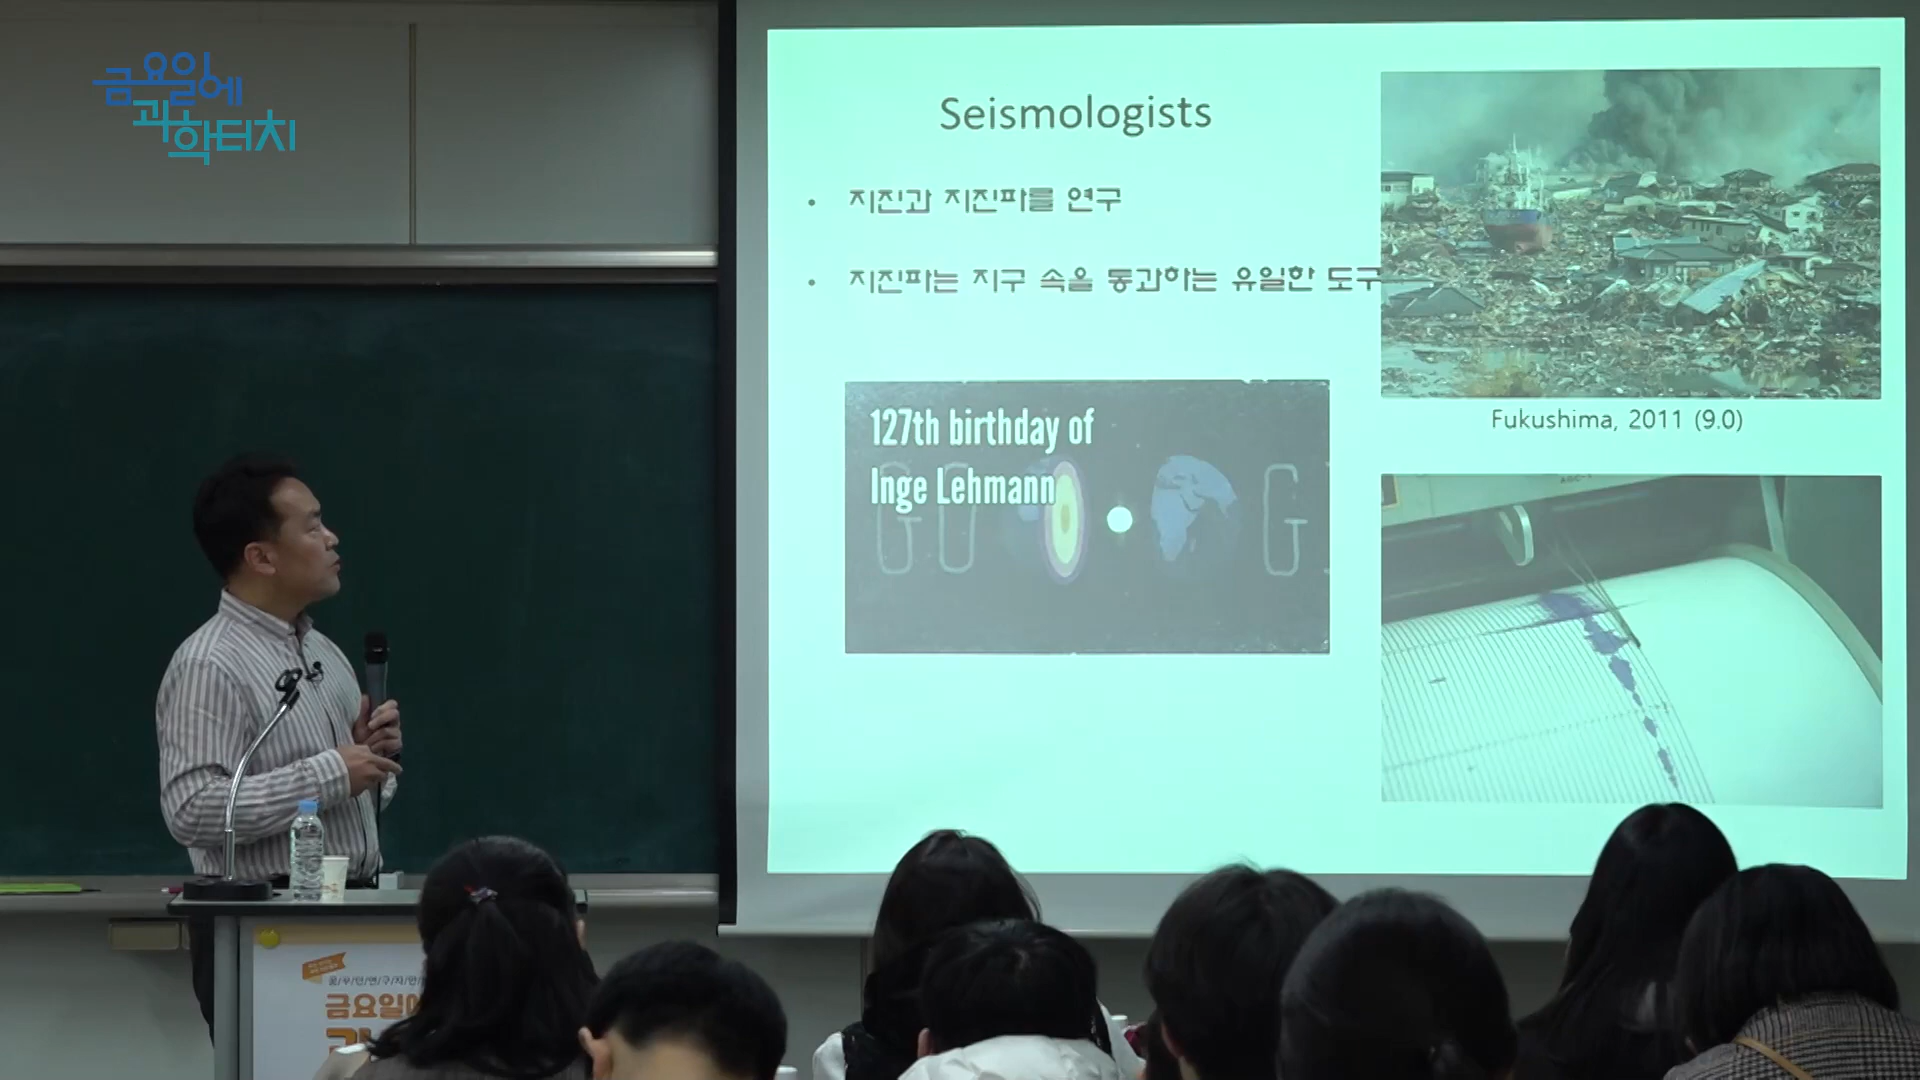 금요일에
과학터치
Seismologists
• 지진과 지진파를 연구
• 지진파는 지구 속을 통과하는 유일한 도구
127th birthday of
Inge Lehmann
G
Fukushima, 2011 (9.0)
금요일에